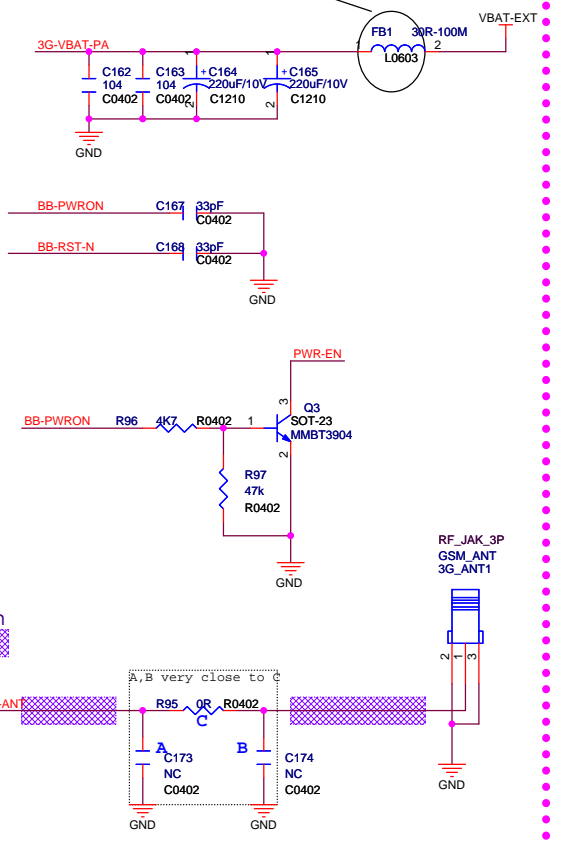 VBAT-EXT
FB1 30R-100M
3G-VBAT-PA
1 2
L0603
C162 104 C0402
C163 104 C0402
1 + C164 220uF/10V 2 C1210
1 + C165 220uF/10V 2 C1210
GND
BB-PWRON C167 33pF C0402
BB-RST-N C168 33pF C0402
GND
PWR-EN
3 Q3
BB-PWRON R96 4K7 R0402 1 SOT-23
MMBT3904
2
R97
47k
R0402
GND
RF_JAK_3P
GSM_ANT
3G_ANT1
2 1 3
A,B very close to C
-ANT R95 0R R0402
C
A C173 NC C0402
B C174 NC C0402
GND
GND
GND